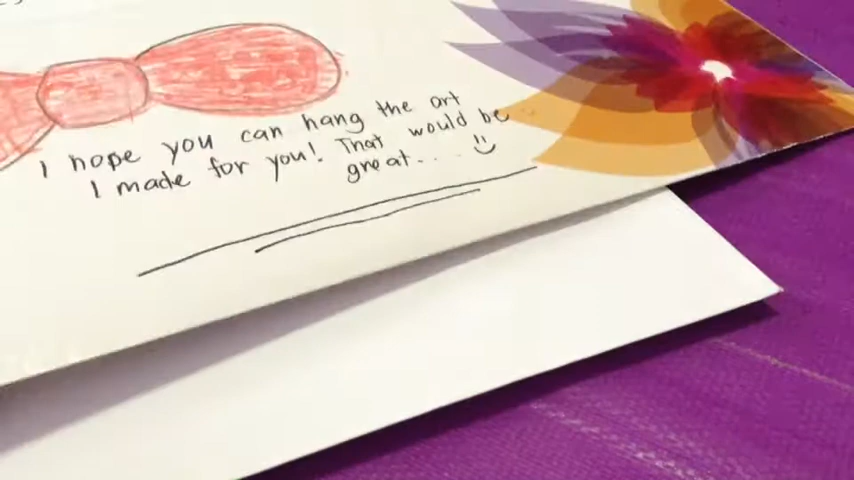 I hope you can hang the art
I made for you! That would be
great.... :)